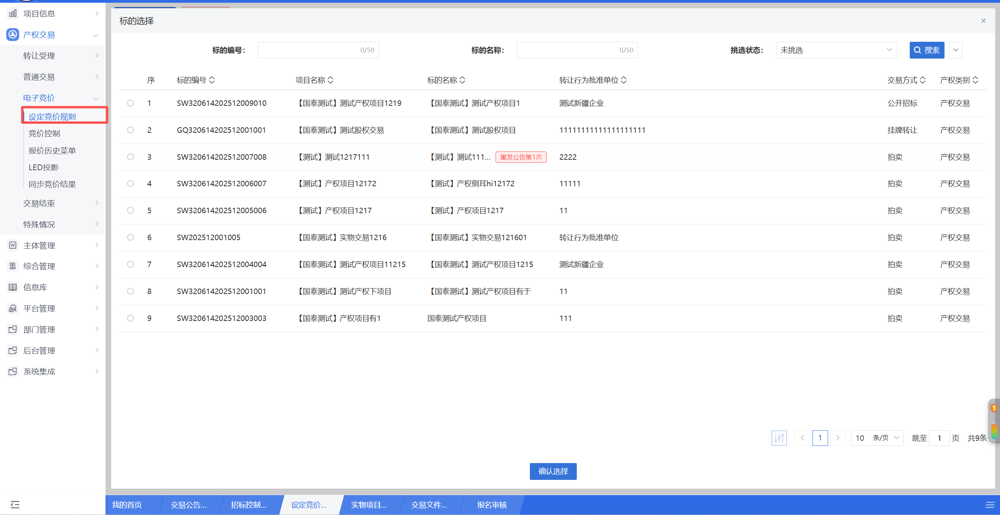 项目信息
产权交易
转让受理
普通交易
电子竞价
设定竞价规则
竞价控制
报价历史菜单
LED投影
同步竞价结果
交易结束
特殊情况
主体管理
综合管理
信息库
平台管理
部门管理
后台管理
系统集成
标的选择
标的编号： 0/50 标的名称： 0/50 挑选状态： 未挑选 搜索
序 标的编号 项目名称 标的名称 转让行为批准单位 交易方式 产权类别
1 SW320614202512009010 【国泰测试】测试产权项目1219 【国泰测试】测试产权项目1 测试新疆企业 公开招标 产权交易
2 GQ320614202512001001 【国泰测试】测试股权交易 【国泰测试】测试股权项目 11111111111111111111 挂牌转让 产权交易
3 SW320614202512007008 【测试】测试1217111 【测试】测试111... 重发公告第1次 2222 拍卖 产权交易
4 SW320614202512006007 【测试】产权项目12172 【测试】产权侧耳hi12172 11111 拍卖 产权交易
5 SW320614202512005006 【测试】产权项目1217 【测试】产权项目1217 11 拍卖 产权交易
6 SW202512001005 【国泰测试】实物交易1216 【国泰测试】实物交易121601 转让行为批准单位 拍卖 产权交易
7 SW320614202512004004 【国泰测试】测试产权项目11215 【国泰测试】测试产权项目1215 测试新疆企业 拍卖 产权交易
8 SW320614202512001001 【国泰测试】测试产权下项目 【国泰测试】测试产权项目有于 11 拍卖 产权交易
9 SW320614202512003003 【国泰测试】产权项目有1 国泰测试产权项目 111 拍卖 产权交易
1
1 10 条/页 跳至 1 页 共9条
确认选择
我的首页 交易公告... 招标控制... 设定竞价... 实物项目... 交易文件... 报名审核